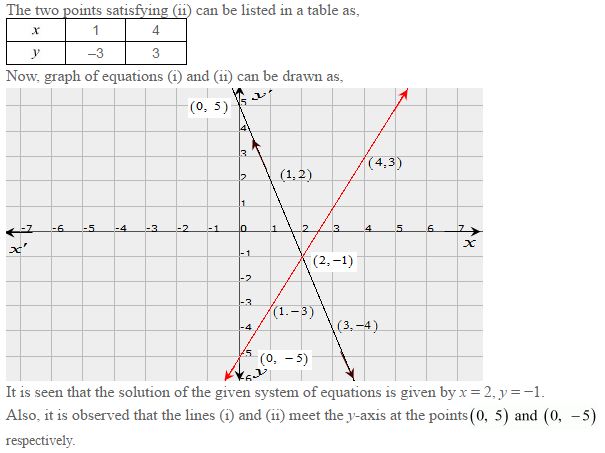 The two points satisfying (ii) can be listed in a table as,
x 1 4
y –3 3
Now, graph of equations (i) and (ii) can be drawn as,
y'
(0, 5)
5
4
3
2
1
(4,3)
(1,2)
-7 -6 -5 -4 -3 -2 -1 0 1 2 3 4 5 6 7
x' x
-1
-2
-3
-4
-5
-6
(2,−1)
(1.−3)
(3,−4)
(0, −5)
y
It is seen that the solution of the given system of equations is given by x = 2, y = −1.
Also, it is observed that the lines (i) and (ii) meet the y-axis at the points (0, 5) and (0, −5)
respectively.